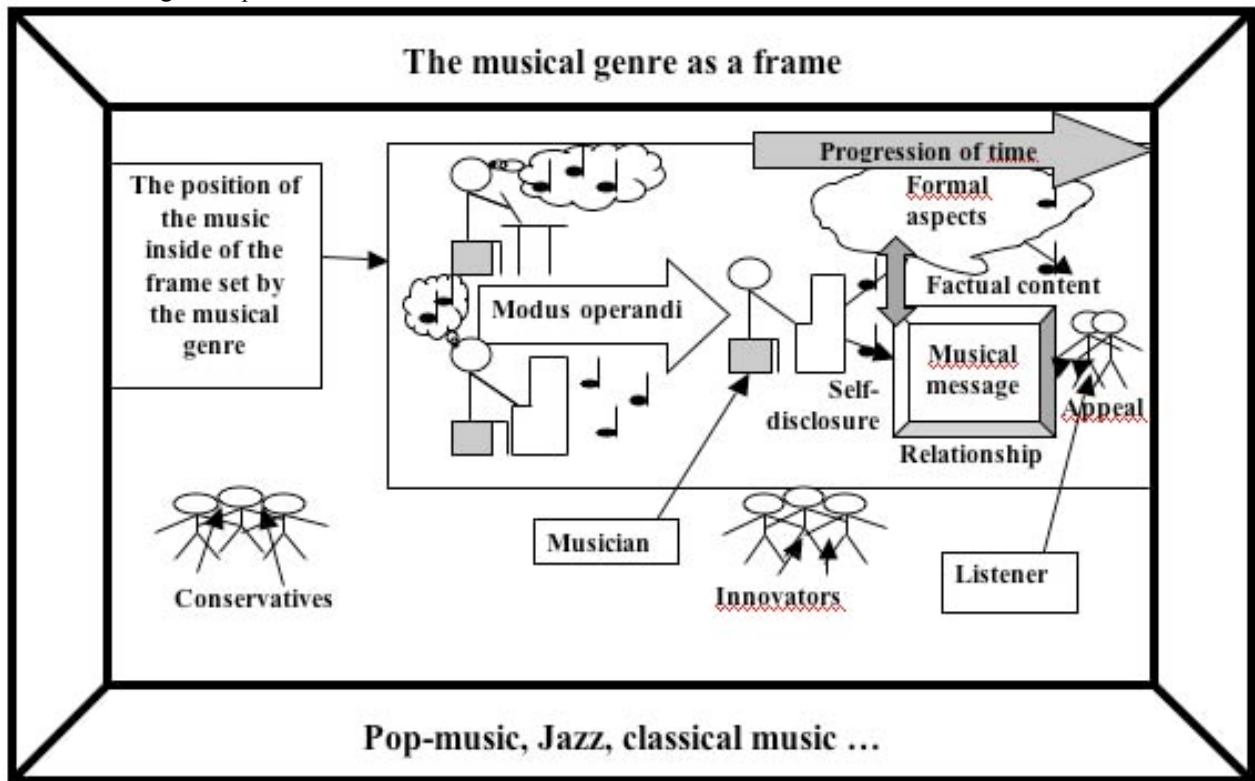 The musical genre as a frame
The position of
the music
inside of the
frame set by
the musical
genre
Progression of time
Formal
aspects
Modus operandi
Factual content
Musical
message
Self-
disclosure
Appeal
Relationship
Conservatives
Musician
Innovators
Listener
Pop-music, Jazz, classical music …